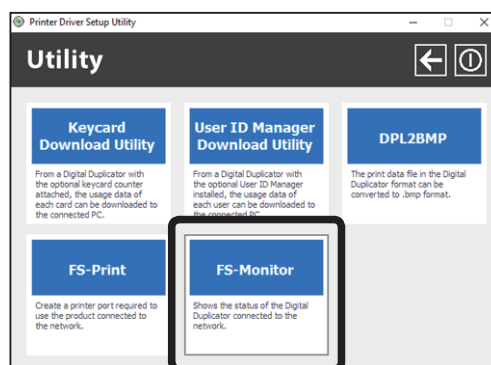 Printer Driver Setup Utility
Utility
Keycard
Download Utility
From a Digital Duplicator with
the optional keycard counter
attached, the usage data of
each card can be downloaded to
the connected PC.
User ID Manager
Download Utility
From a Digital Duplicator with
the optional User ID Manager
installed, the usage data of
each user can be downloaded to
the connected PC.
DPL2BMP
The print data file in the Digital
Duplicator format can be
converted to .bmp format.
FS-Print
Create a printer port required to
use the product connected to
the network.
FS-Monitor
Shows the status of the Digital
Duplicator connected to the
network.